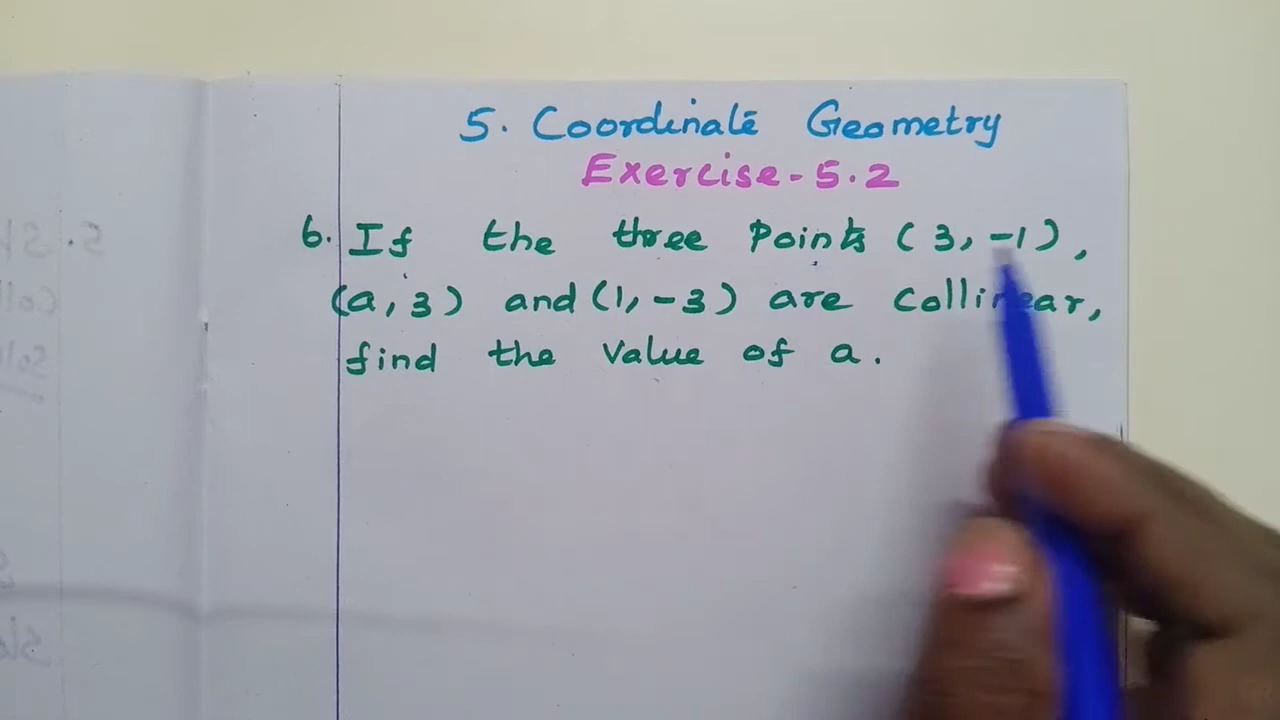 5. Coordinate Geometry
Exercise-5.2
6. If the three Points (3, -1),
(a, 3) and (1, -3) are Collinear,
find the value of a.